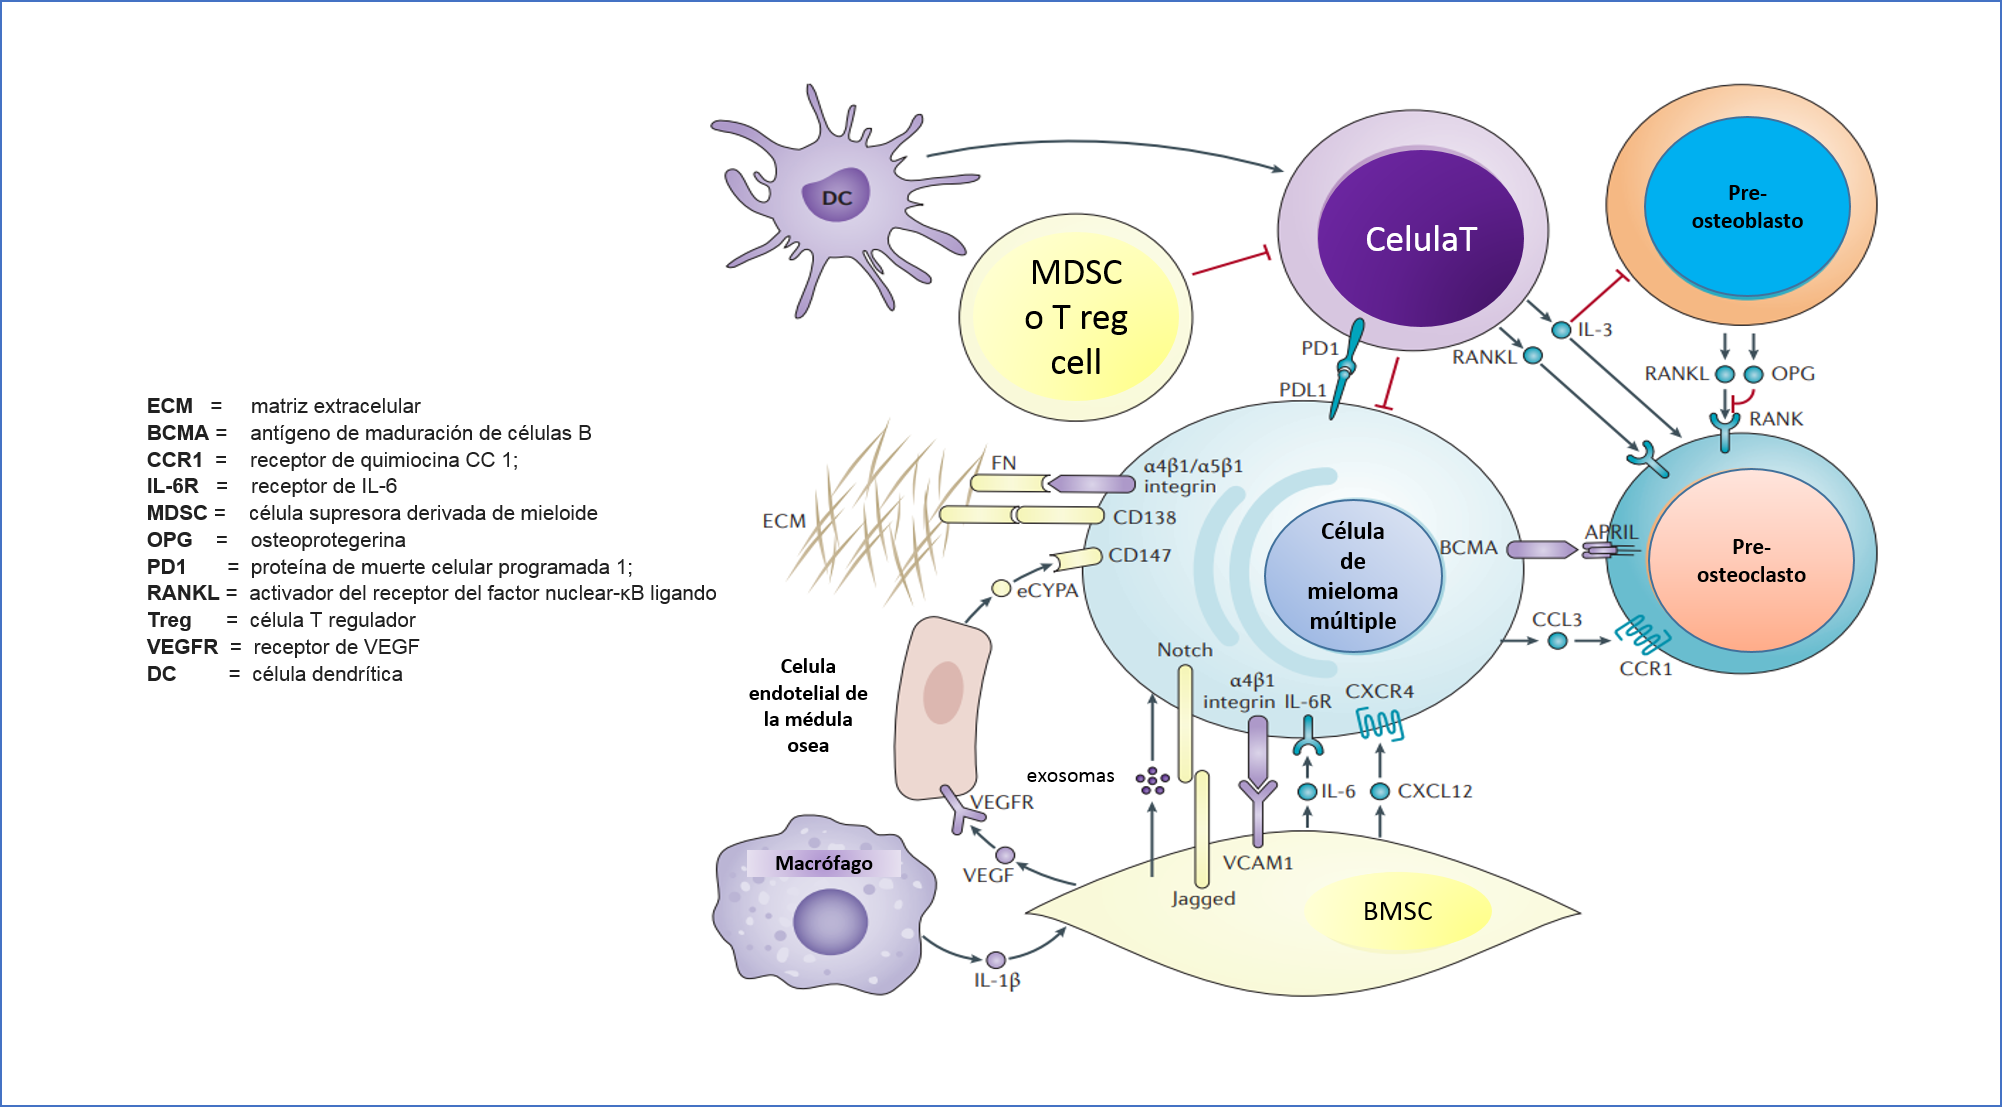 ECM = matriz extracelular
BCMA = antígeno de maduración de células B
CCR1 = receptor de quimiocina CC 1;
IL-6R = receptor de IL-6
MDSC = célula supresora derivada de mieloide
OPG = osteoprotegerina
PD1 = proteína de muerte celular programada 1;
RANKL = activador del receptor del factor nuclear-κB ligando
Treg = célula T regulador
VEGFR = receptor de VEGF
DC = célula dendrítica
DC
MDSC
o T reg
cell
CelulaT
Pre-
osteoblasto
IL-3
RANKL
PD1
PDL1
RANKL
OPG
RANK
FN
α4β1/α5β1
integrin
ECM
CD138
CD147
eCYPA
Célula
de
mieloma
múltiple
BCMA
APRIL
Pre-
osteoclasto
CCL3
CCR1
Celula
endotelial de
la médula
osea
Notch
α4β1
integrin
IL-6R
CXCR4
exosomas
IL-6
CXCL12
VEGFR
VEGF
VCAM1
Jagged
BMSC
Macrófago
IL-1β